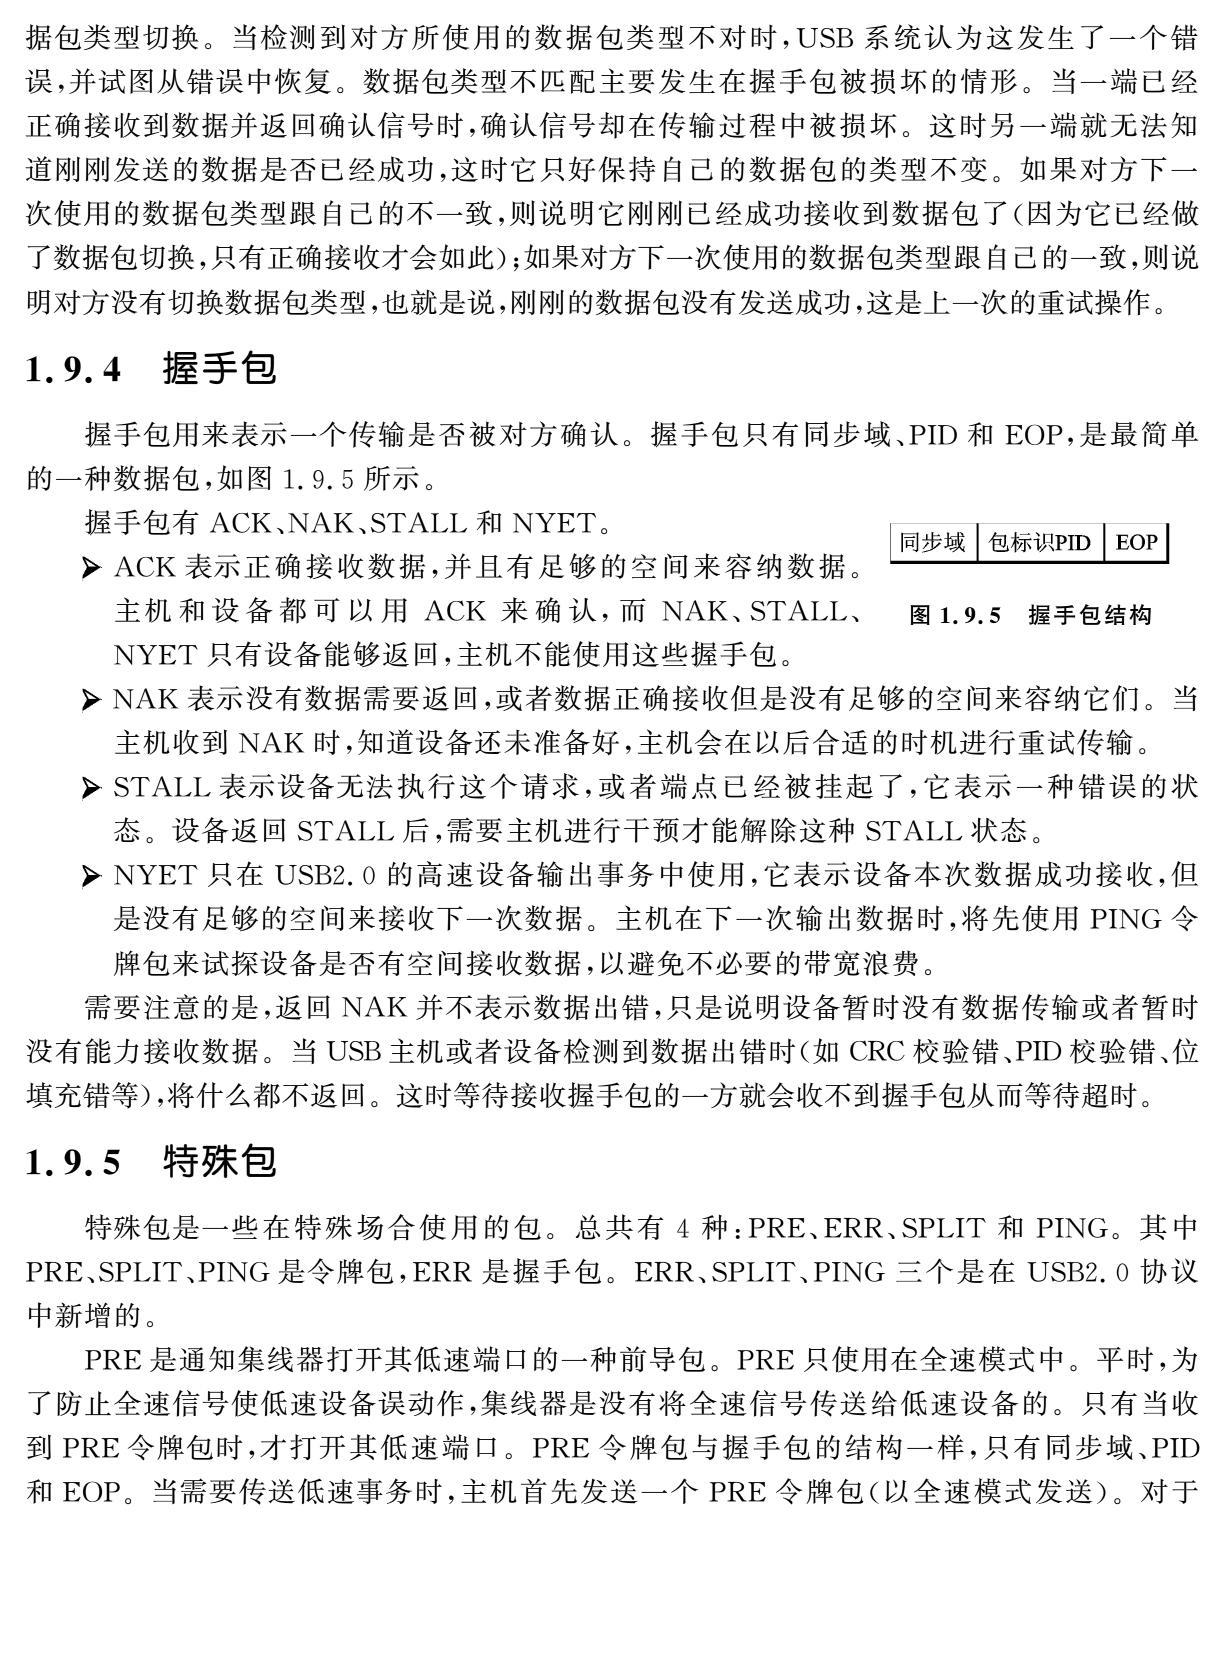 据包类型切换。当检测到对方所使用的数据包类型不对时,USB 系统认为这发生了一个错
误,并试图从错误中恢复。数据包类型不匹配主要发生在握手包被损坏的情形。当一端已经
正确接收到数据并返回确认信号时,确认信号却在传输过程中被损坏。这时另一端就无法知
道刚刚发送的数据是否已经成功,这时它只好保持自己的数据包的类型不变。如果对方下一
次使用的数据包类型跟自己的不一致,则说明它刚刚已经成功接收到数据包了(因为它已经做
了数据包切换,只有正确接收才会如此);如果对方下一次使用的数据包类型跟自己的一致,则说
明对方没有切换数据包类型,也就是说,刚刚的数据包没有发送成功,这是上一次的重试操作。
1.9.4 握手包
握手包用来表示一个传输是否被对方确认。握手包只有同步域、PID 和 EOP,是最简单
的一种数据包,如图 1.9.5 所示。
握手包有 ACK、NAK、STALL 和 NYET。
➢ ACK 表示正确接收数据,并且有足够的空间来容纳数据。
主机和设备都可以用 ACK 来确认,而 NAK、STALL、
NYET 只有设备能够返回,主机不能使用这些握手包。
同步域 包标识PID EOP
图 1.9.5 握手包结构
➢ NAK 表示没有数据需要返回,或者数据正确接收但是没有足够的空间来容纳它们。当
主机收到 NAK 时,知道设备还未准备好,主机会在以后合适的时机进行重试传输。
➢ STALL 表示设备无法执行这个请求,或者端点已经被挂起了,它表示一种错误的状
态。设备返回 STALL 后,需要主机进行干预才能解除这种 STALL 状态。
➢ NYET 只在 USB2.0 的高速设备输出事务中使用,它表示设备本次数据成功接收,但
是没有足够的空间来接收下一次数据。主机在下一次输出数据时,将先使用 PING 令
牌包来试探设备是否有空间接收数据,以避免不必要的带宽浪费。
需要注意的是,返回 NAK 并不表示数据出错,只是说明设备暂时没有数据传输或者暂时
没有能力接收数据。当 USB 主机或者设备检测到数据出错时(如 CRC 校验错、PID 校验错、位
填充错等),将什么都不返回。这时等待接收握手包的一方就会收不到握手包从而等待超时。
1.9.5 特殊包
特殊包是一些在特殊场合使用的包。总共有 4 种:PRE、ERR、SPLIT 和 PING。其中
PRE、SPLIT、PING 是令牌包,ERR 是握手包。ERR、SPLIT、PING 三个是在 USB2.0 协议
中新增的。
PRE 是通知集线器打开其低速端口的一种前导包。PRE 只使用在全速模式中。平时,为
了防止全速信号使低速设备误动作,集线器是没有将全速信号传送给低速设备的。只有当收
到 PRE 令牌包时,才打开其低速端口。PRE 令牌包与握手包的结构一样,只有同步域、PID
和 EOP。当需要传送低速事务时,主机首先发送一个 PRE 令牌包(以全速模式发送)。对于